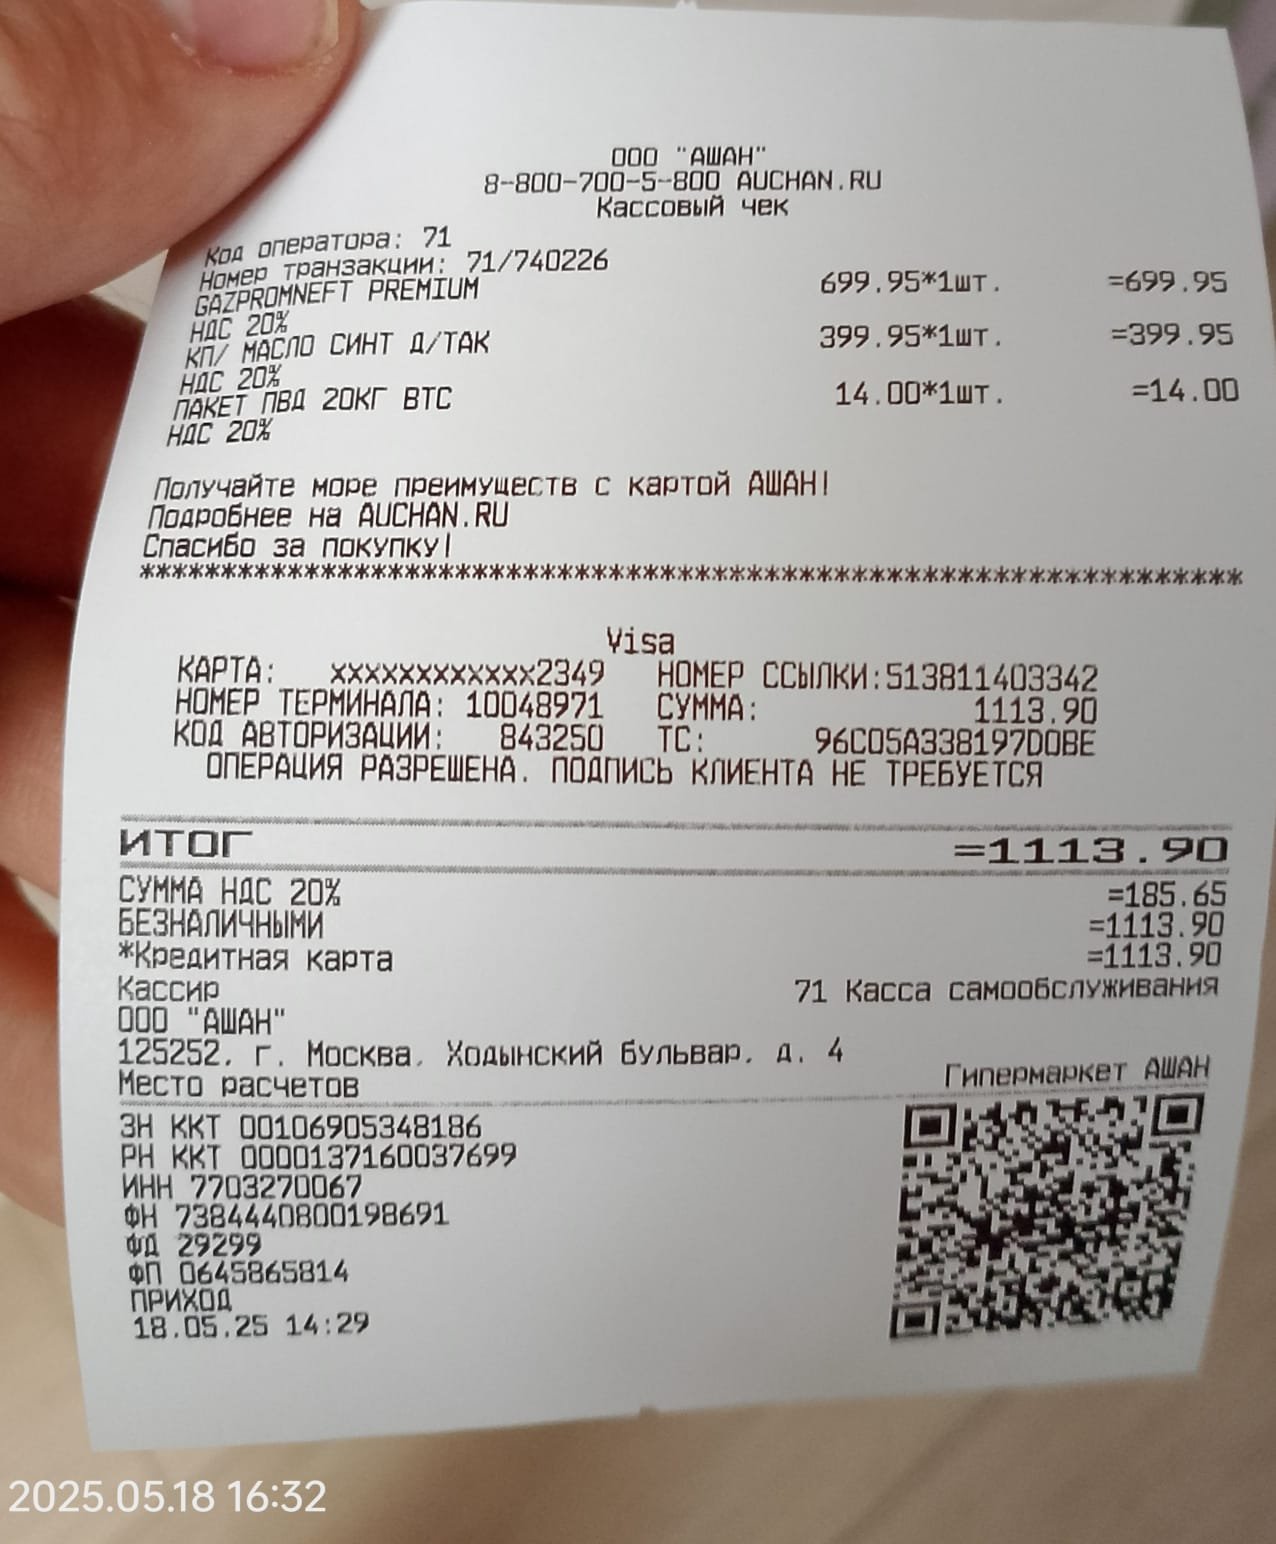 ООО "АШАН"
8-800-700-5-800 AUCHAN.RU
Кассовый чек
Код оператора: 71
Номер транзакции: 71/740226
GAZPROMNEFT PREMIUM 699.95*1шт. =699.95
НДС 20%
КП/ МАСЛО СИНТ Д/ТАК 399.95*1шт. =399.95
НДС 20%
ПАКЕТ ПВД 20КГ ВТС 14.00*1шт. =14.00
НДС 20%
Получайте море преимуществ с картой АШАН!
Подробнее на AUCHAN.RU
Спасибо за покупку!
********************************************************************
Visa
КАРТА: xxxxxxxxxxxx2349 НОМЕР ССЫЛКИ:513811403342
НОМЕР ТЕРМИНАЛА: 10048971 СУММА: 1113.90
КОД АВТОРИЗАЦИИ: 843250 ТС: 96C05A338197D0BE
ОПЕРАЦИЯ РАЗРЕШЕНА. ПОДПИСЬ КЛИЕНТА НЕ ТРЕБУЕТСЯ
ИТОГ =1113.90
СУММА НДС 20% =185.65
БЕЗНАЛИЧНЫМИ =1113.90
*Кредитная карта =1113.90
Кассир 71 Касса самообслуживания
ООО "АШАН"
125252, г. Москва, Ходынский бульвар, д. 4
Место расчетов Гипермаркет АШАН
ЗН ККТ 00106905348186
РН ККТ 0000137160037699
ИНН 7703270067
ФН 7384440800198691
ФД 29299
ФП 0645865814
ПРИХОД
18.05.25 14:29
2025.05.18 16:32